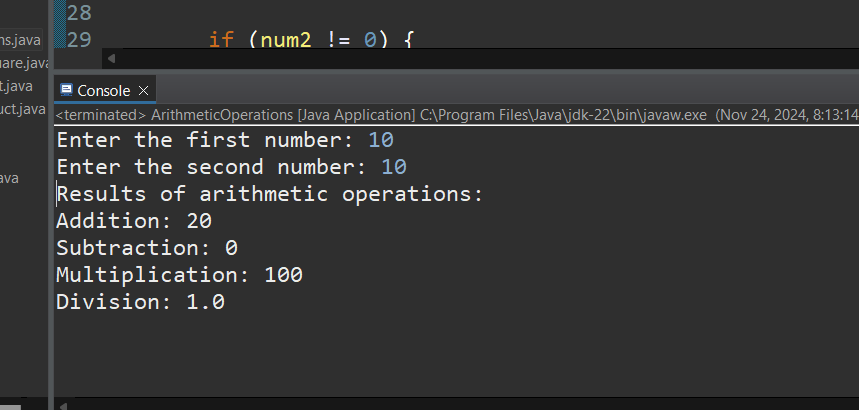 28
29 if (num2 != 0) {
ns.java
uare.java
t.java
uct.java
ava
Console
<terminated> ArithmeticOperations [Java Application] C:\Program Files\Java\jdk-22\bin\javaw.exe (Nov 24, 2024, 8:13:14
Enter the first number: 10
Enter the second number: 10
Results of arithmetic operations:
Addition: 20
Subtraction: 0
Multiplication: 100
Division: 1.0